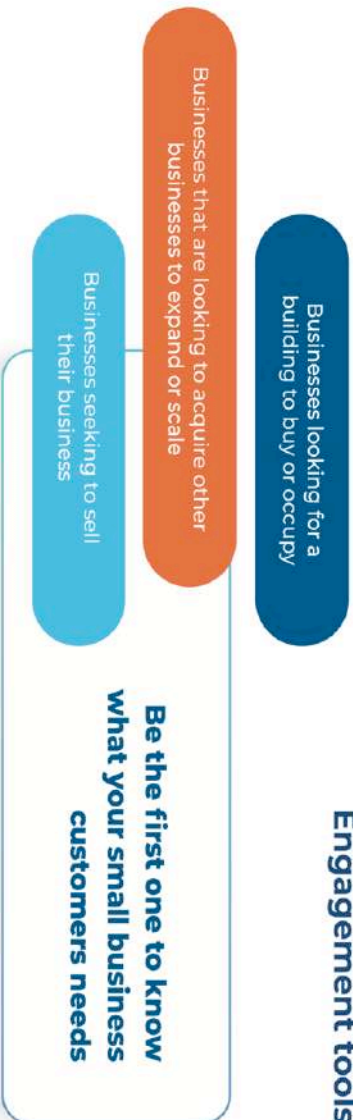 Engagement tools
Businesses looking for a
building to buy or occupy
Businesses that are looking to acquire other
businesses to expand or scale
Businesses seeking to sell
their business
Be the first one to know
what your small business
customers needs